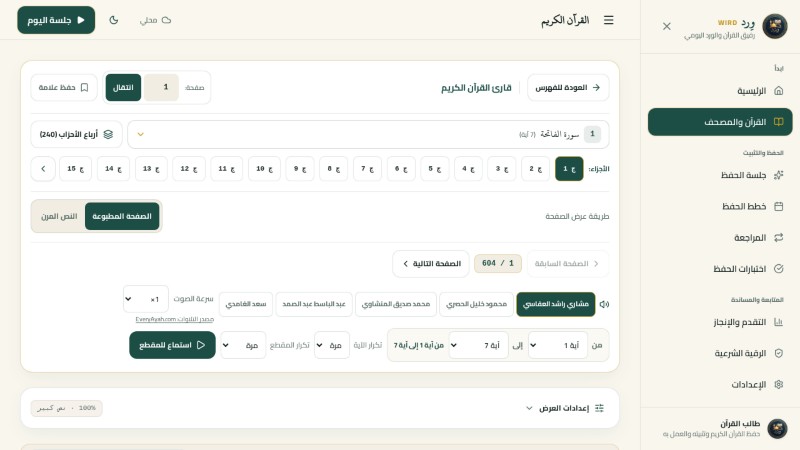 وِرد WIRD
رفيق القرآن والورد اليومي
ابدأ
الرئيسية
القرآن والمصحف
الحفظ والتثبيت
جلسة الحفظ
خطط الحفظ
المراجعة
اختبارات الحفظ
المتابعة والمساندة
التقدم والإنجاز
الرقية الشرعية
الإعدادات
طالب القرآن
حفظ القرآن الكريم وتثبيته والعمل به
القرآن الكريم
محلي
جلسة اليوم
العودة للفهرس
قارئ القرآن الكريم
صفحة: 1 انتقال
حفظ علامة
1 سورة الفاتحة (7 آية)
أرباع الأحزاب (240)
الأجزاء: ج 1 ج 2 ج 3 ج 4 ج 5 ج 6 ج 7 ج 8 ج 9 ج 10 ج 11 ج 12 ج 13 ج 14 ج 15
طريقة عرض الصفحة
الصفحة المطبوعة النص المرن
الصفحة السابقة
1 / 604
الصفحة التالية
مشاري راشد العفاسي محمود خليل الحصري محمد صديق المنشاوي عبد الباسط عبد الصمد سعد الغامدي
سرعة الصوت 1×
مصدر التلاوات: EveryAyah.com
من آية 1 إلى آية 7 من آية 1 إلى آية 7
تكرار الآية مرة تكرار المقطع مرة
استماع للمقطع
إعدادات العرض
100% · نص كبير